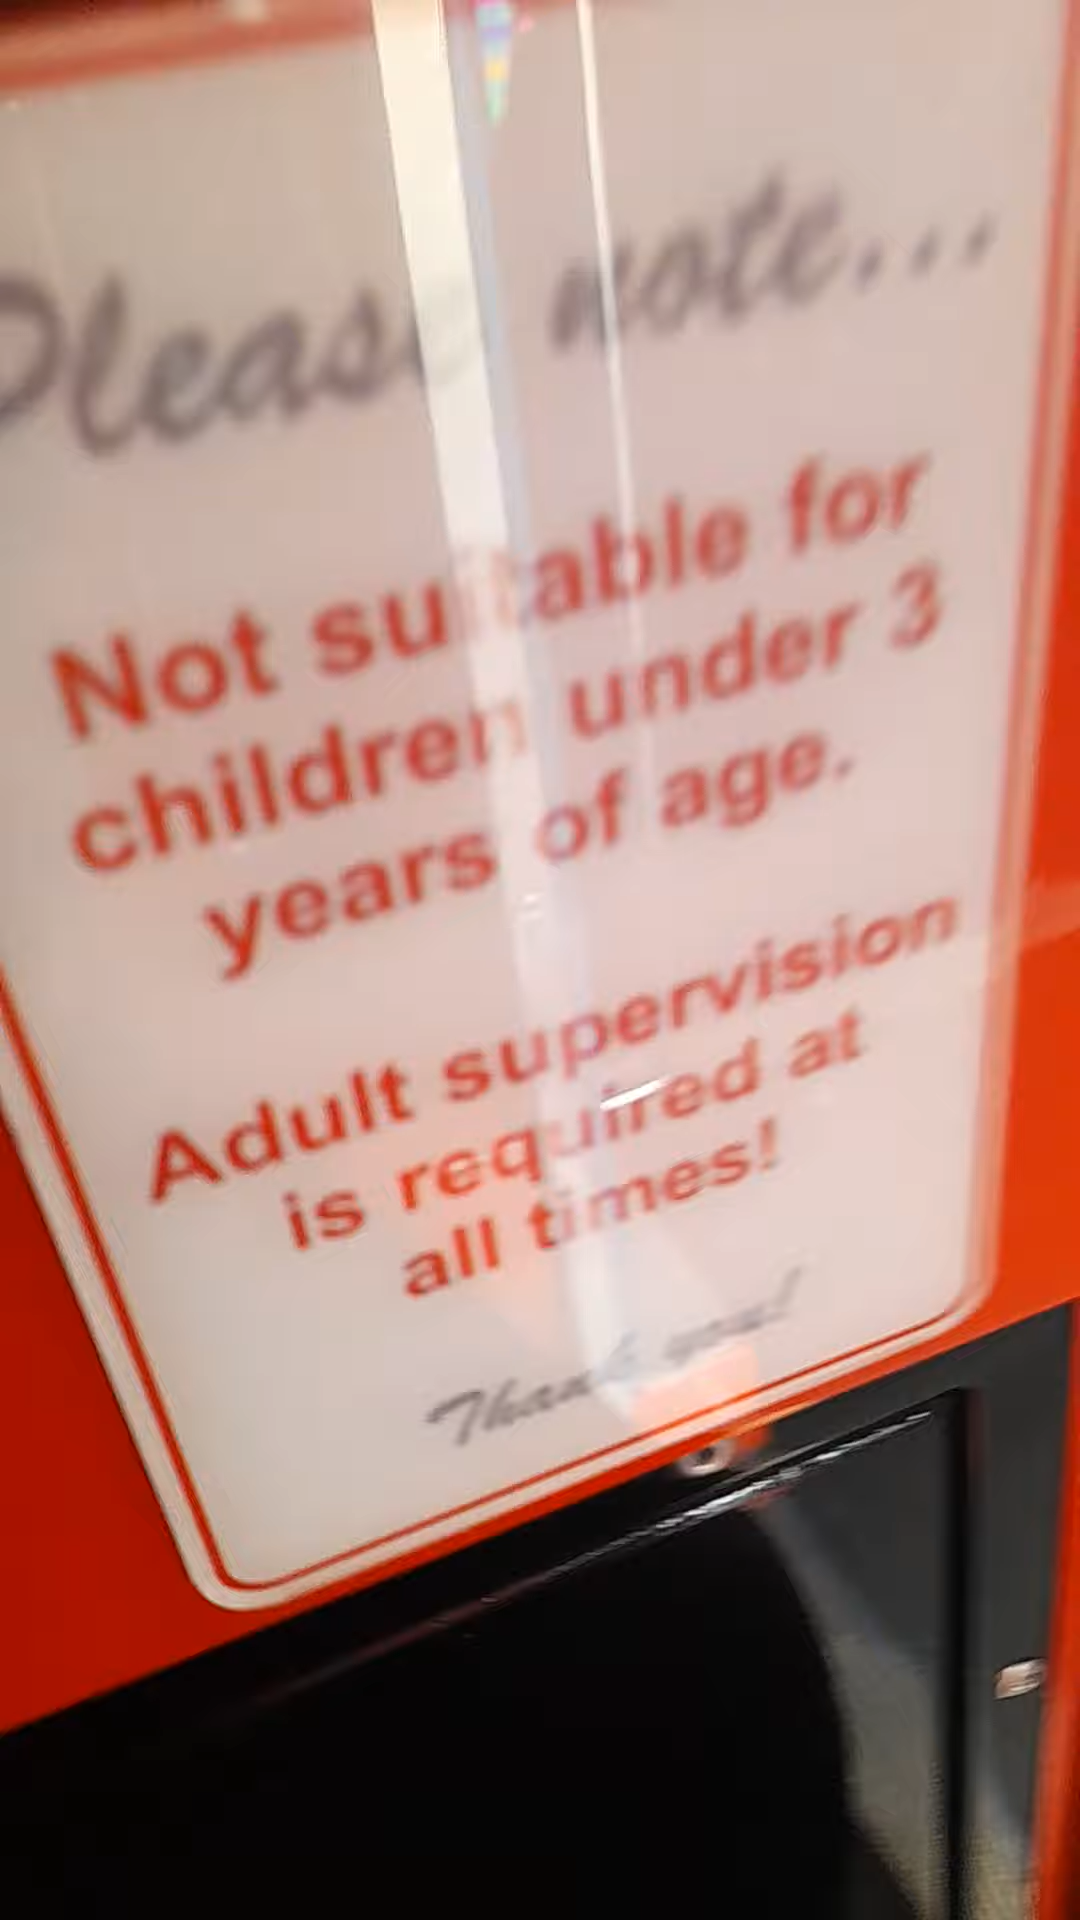 Please note...
Not suitable for
children under 3
years of age.
Adult supervision
is required at
all times!
Thank you!